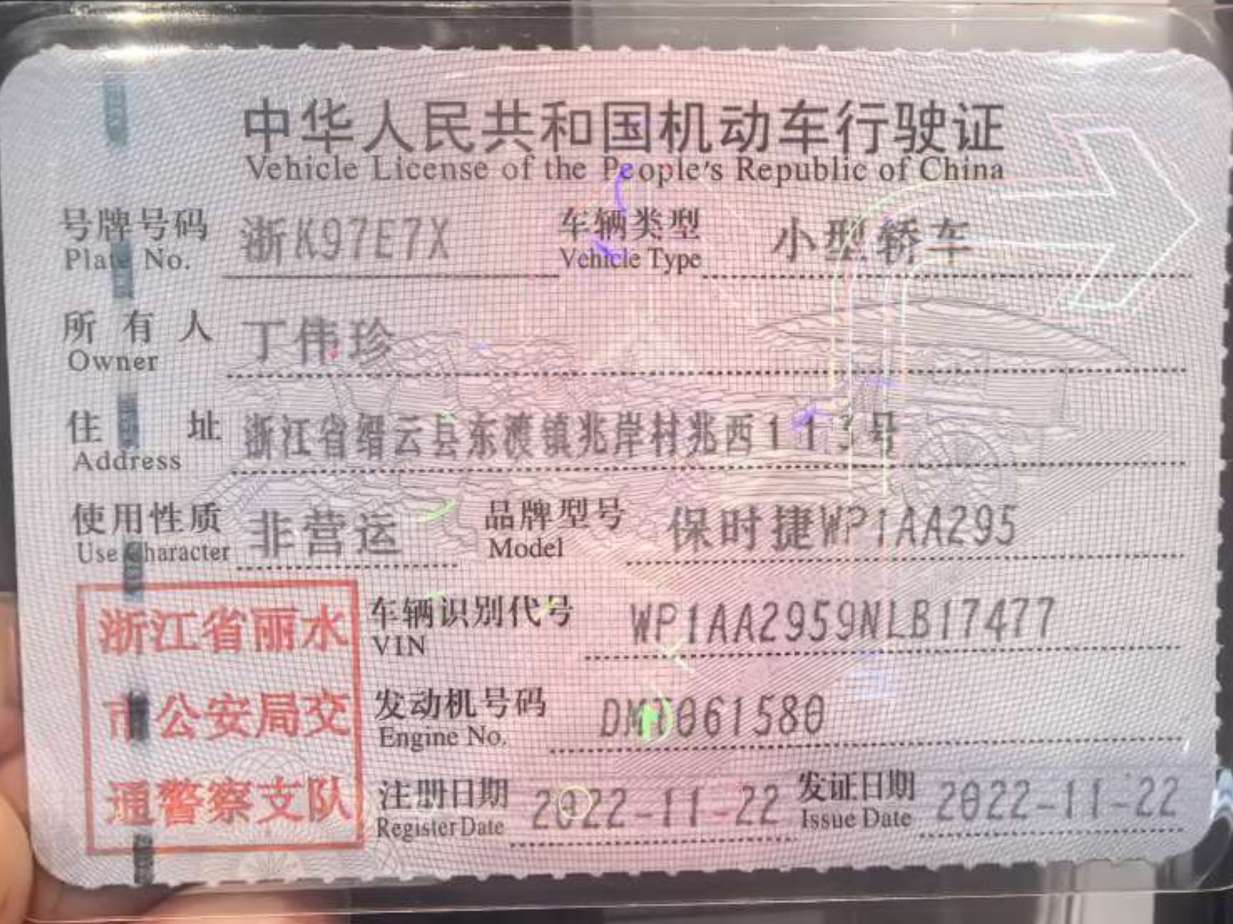 中华人民共和国机动车行驶证
Vehicle License of the People's Republic of China
号牌号码 浙K97E7X 车辆类型 小型轿车
Plate No. Vehicle Type
所有人 丁伟珍
Owner
住址 浙江省缙云县东渡镇兆岸村兆西113号
Address
使用性质 非营运 品牌型号 保时捷WP1AA295
Use Character Model
浙江省丽水 车辆识别代号 WP1AA2959NLB17477
VIN
市公安局交 发动机号码
Engine No.
通警察支队 注册日期 2022-11-22 发证日期 2022-11-22
Register Date Issue Date